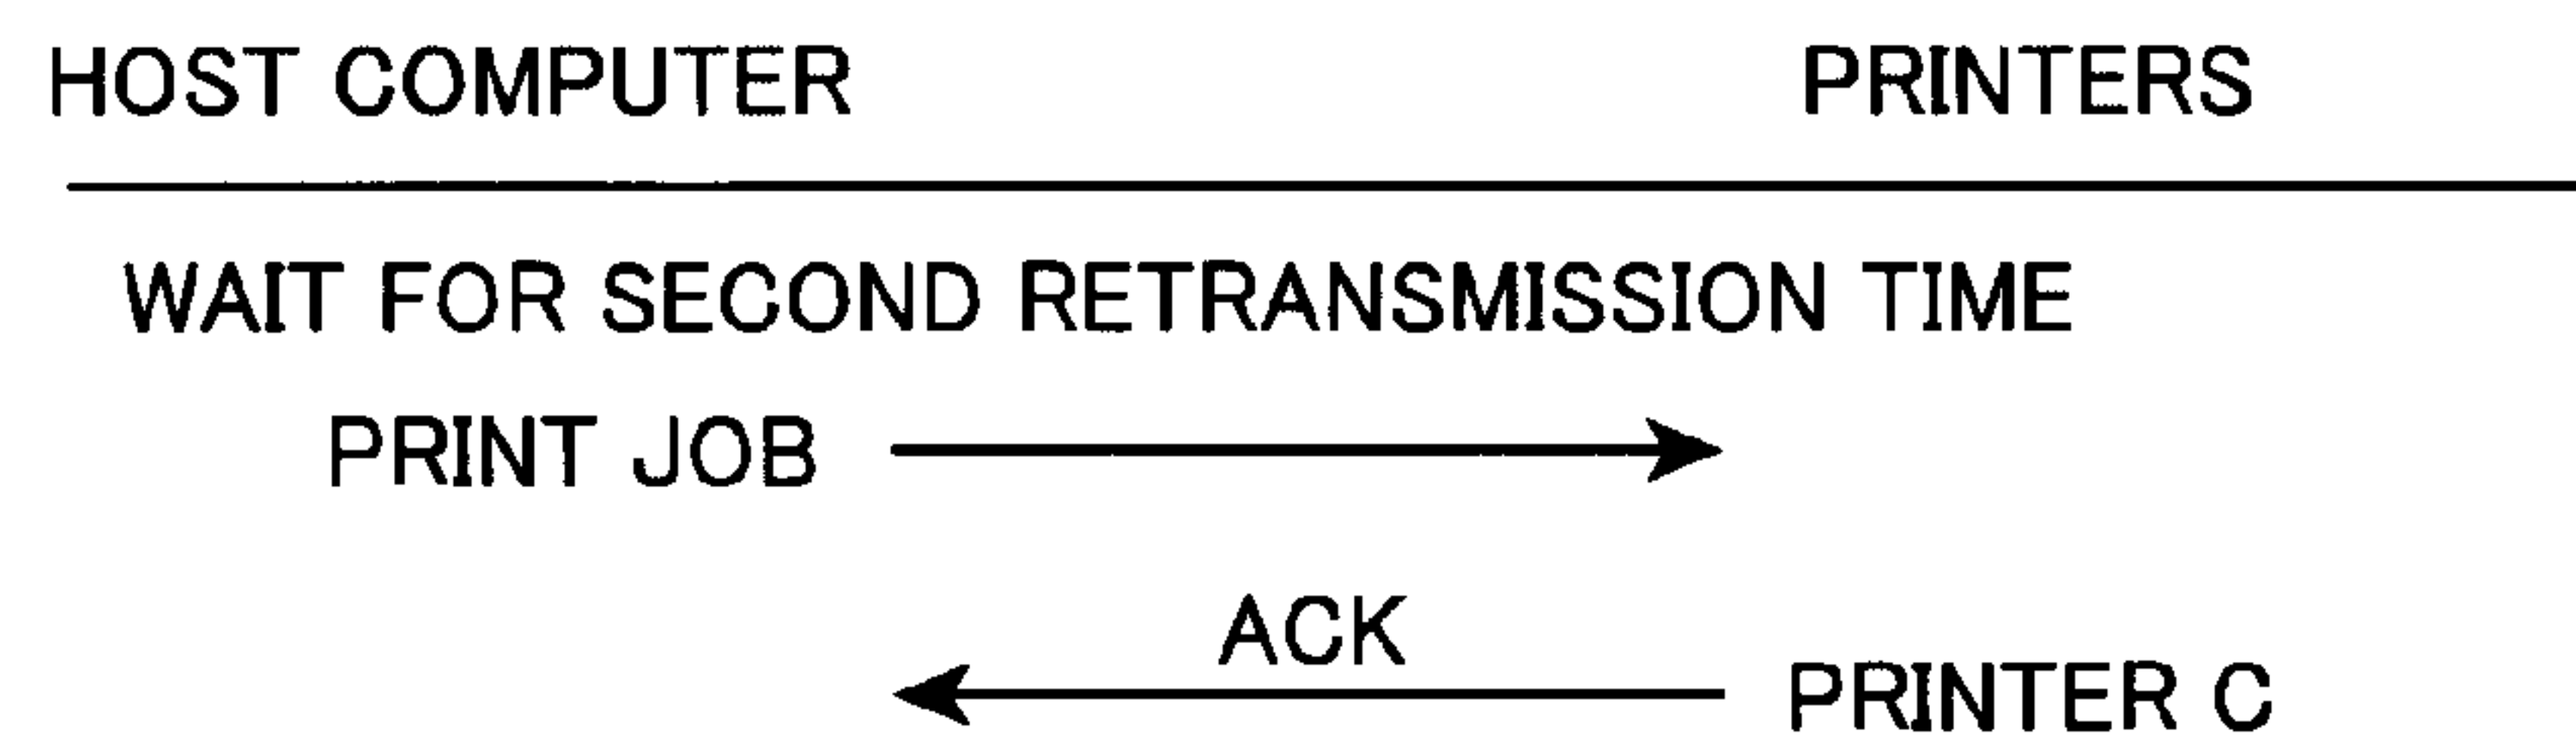 HOST COMPUTER PRINTERS
WAIT FOR SECOND RETRANSMISSION TIME
PRINT JOB
ACK
PRINTER C